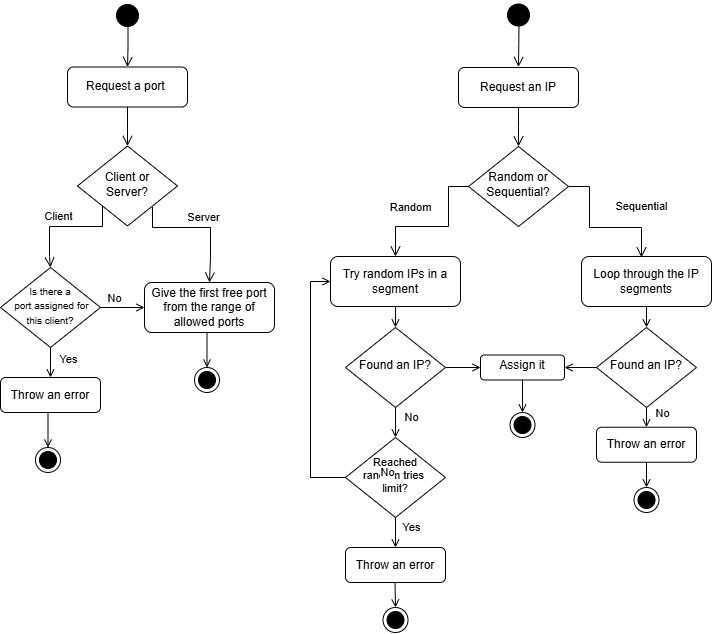 Request a port
Client or
Server?
Client
Server
Is there a
port assigned for
this client?
No
Give the first free port
from the range of
allowed ports
Yes
Throw an error
Request an IP
Random or
Sequential?
Random
Sequential
Try random IPs in a
segment
Loop through the IP
segments
Found an IP?
Assign it
Found an IP?
No
No
Throw an error
Reached
No tries
limit?
Yes
Throw an error